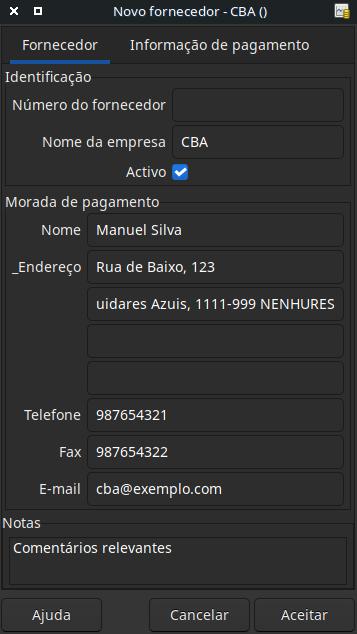 Novo fornecedor - CBA ()
Fornecedor Informação de pagamento
Identificação
Número do fornecedor
Nome da empresa CBA
Activo
Morada de pagamento
Nome Manuel Silva
_Endereço Rua de Baixo, 123
uidares Azuis, 1111-999 NENHURES
Telefone 987654321
Fax 987654322
E-mail cba@exemplo.com
Notas
Comentários relevantes
Ajuda Cancelar Aceitar